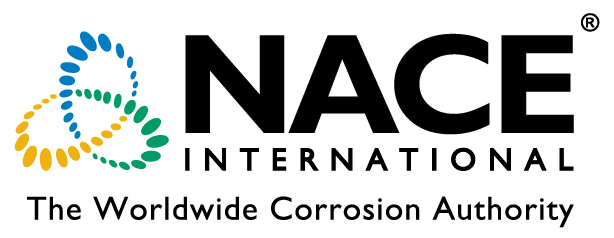 NACE®
INTERNATIONAL
The Worldwide Corrosion Authority